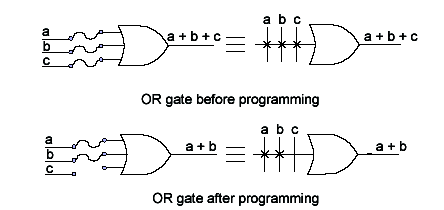 a
b
c
a + b + c
a b c
a + b + c
OR gate before programming
a
b
c
a + b
a b c
a + b
OR gate after programming